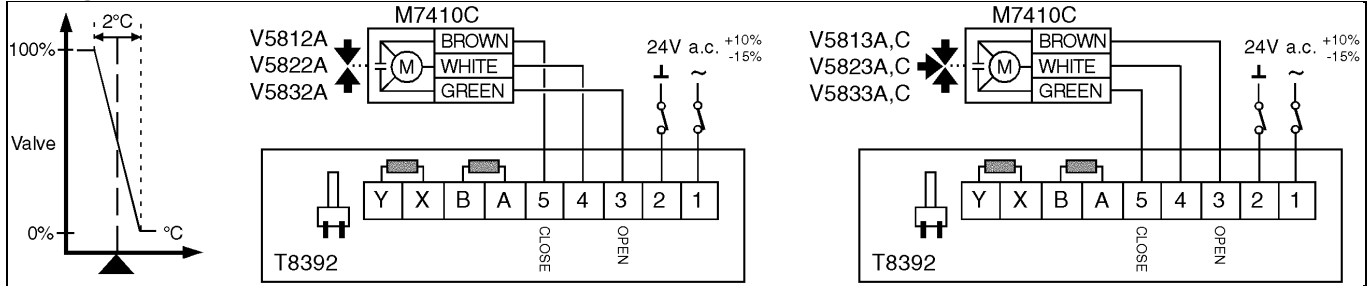 2°C
100%
Valve
0%
°C
M7410C
V5812A
V5822A
V5832A
M
BROWN
WHITE
GREEN
24V a.c. +10%
-15%
⊥ ~
Y X B A 5 4 3 2 1
CLOSE
OPEN
T8392
M7410C
V5813A,C
V5823A,C
V5833A,C
M
BROWN
WHITE
GREEN
24V a.c. +10%
-15%
⊥ ~
Y X B A 5 4 3 2 1
CLOSE
OPEN
T8392